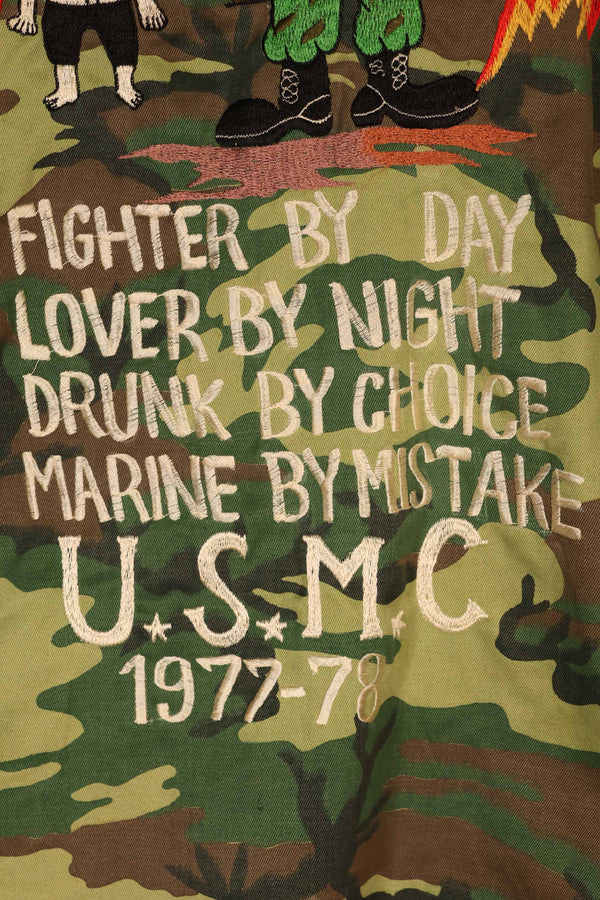 FIGHTER BY DAY
LOVER BY NIGHT
DRUNK BY CHOICE
MARINE BY MISTAKE
U.S.M.C
1977-78